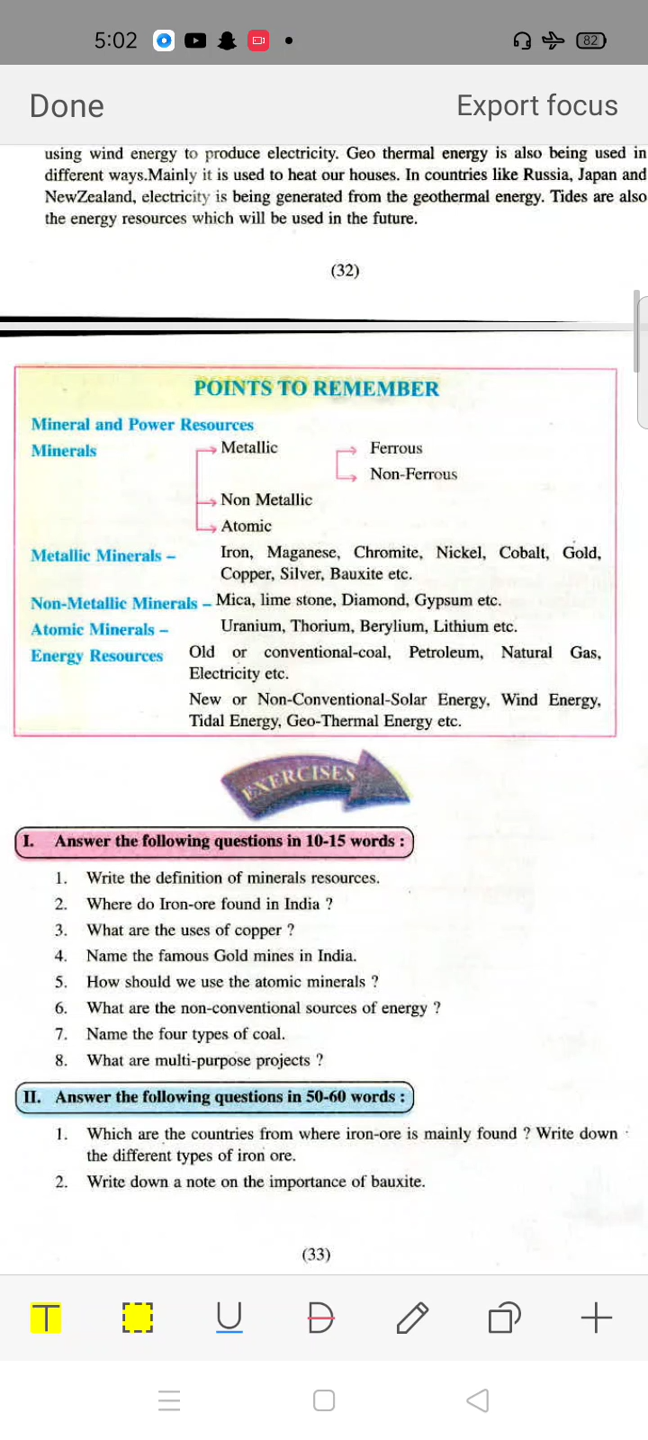 5:02
82
Done Export focus
using wind energy to produce electricity. Geo thermal energy is also being used in
different ways.Mainly it is used to heat our houses. In countries like Russia, Japan and
NewZealand, electricity is being generated from the geothermal energy. Tides are also
the energy resources which will be used in the future.
(32)
POINTS TO REMEMBER
Mineral and Power Resources
Minerals Metallic Ferrous
Non-Ferrous
Non Metallic
Atomic
Metallic Minerals – Iron, Maganese, Chromite, Nickel, Cobalt, Gold,
Copper, Silver, Bauxite etc.
Non-Metallic Minerals – Mica, lime stone, Diamond, Gypsum etc.
Atomic Minerals – Uranium, Thorium, Berylium, Lithium etc.
Energy Resources Old or conventional-coal, Petroleum, Natural Gas,
Electricity etc.
New or Non-Conventional-Solar Energy, Wind Energy,
Tidal Energy, Geo-Thermal Energy etc.
EXERCISES
I. Answer the following questions in 10-15 words :
1. Write the definition of minerals resources.
2. Where do Iron-ore found in India ?
3. What are the uses of copper ?
4. Name the famous Gold mines in India.
5. How should we use the atomic minerals ?
6. What are the non-conventional sources of energy ?
7. Name the four types of coal.
8. What are multi-purpose projects ?
II. Answer the following questions in 50-60 words :
1. Which are the countries from where iron-ore is mainly found ? Write down
the different types of iron ore.
2. Write down a note on the importance of bauxite.
(33)